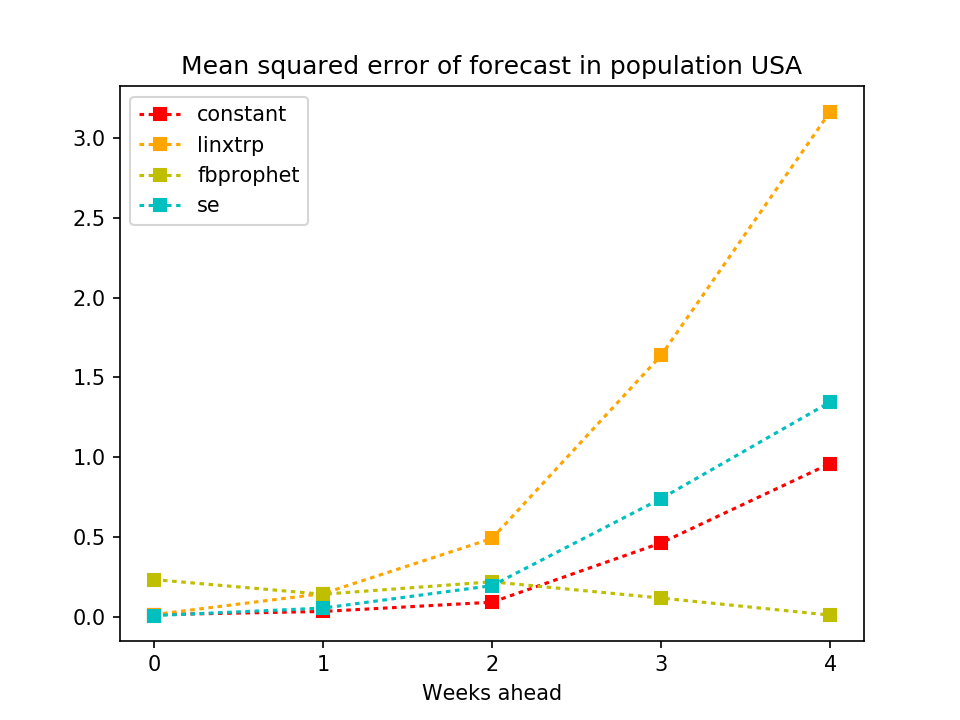 Mean squared error of forecast in population USA
constant
linxtrp
fbprophet
se
3.0
2.5
2.0
1.5
1.0
0.5
0.0
0 1 2 3 4
Weeks ahead